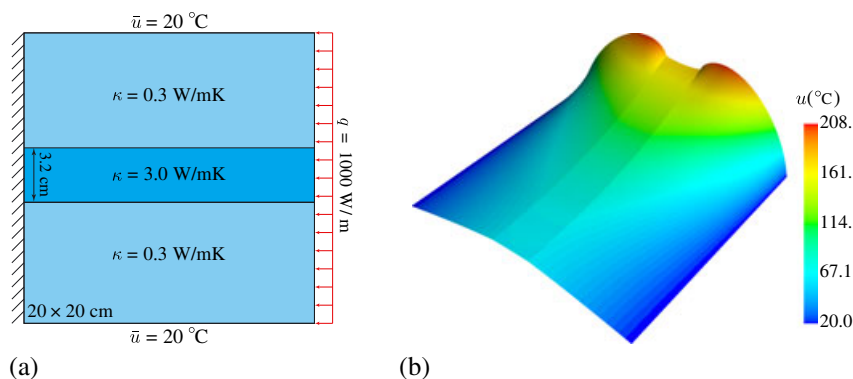 ū = 20 °C
κ = 0.3 W/mK
3.2 cm
κ = 3.0 W/mK
q = 1000 W/m
κ = 0.3 W/mK
20 × 20 cm
ū = 20 °C
(a)
u(°C)
208.
161.
114.
67.1
20.0
(b)